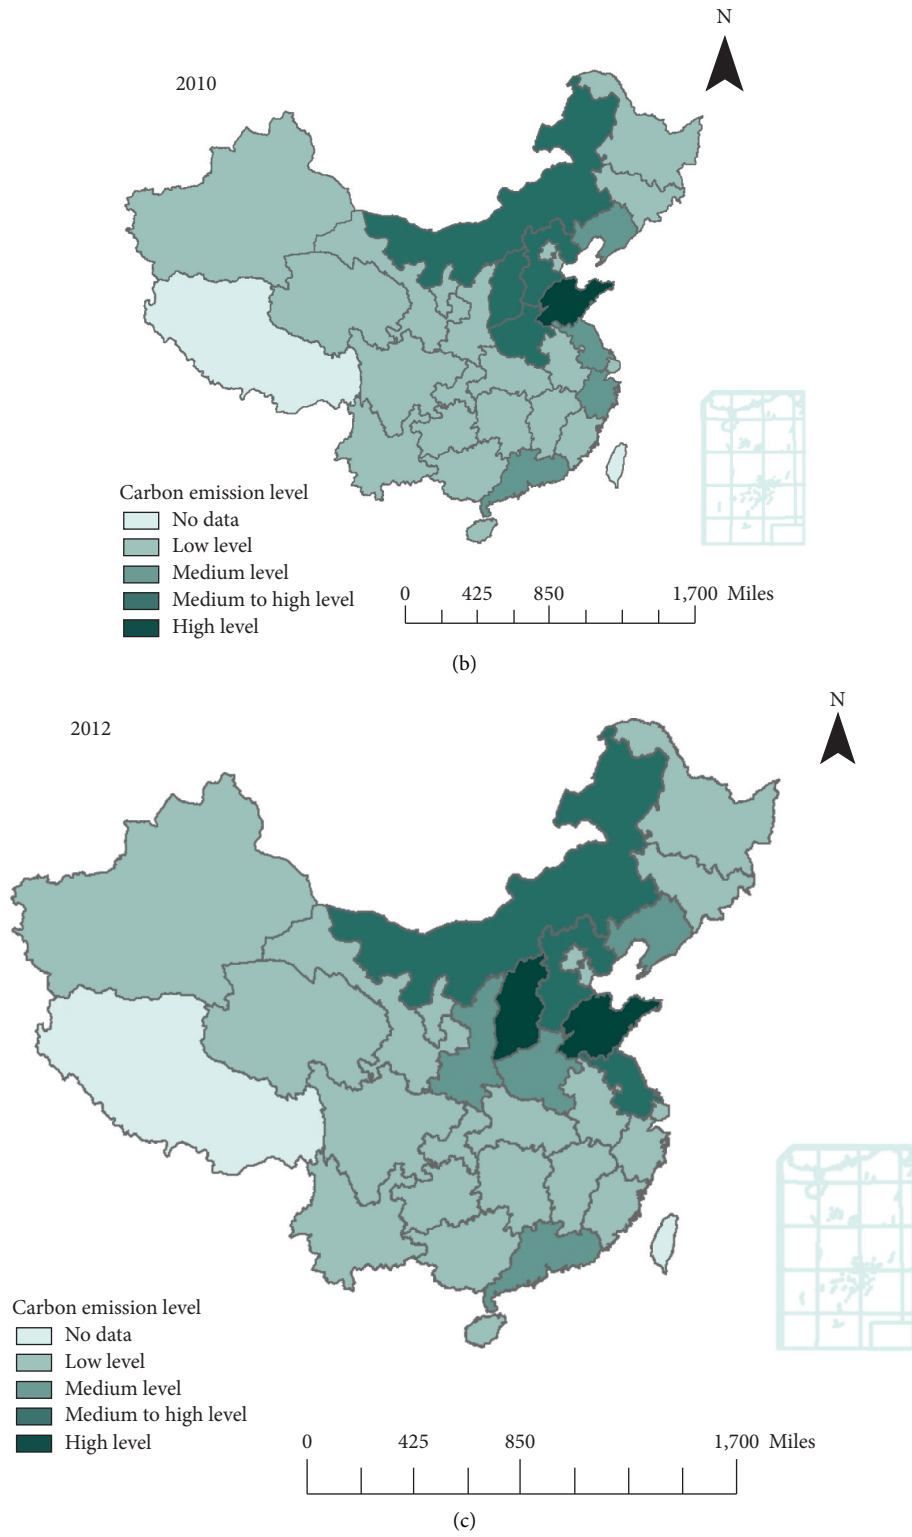 N
2010
Carbon emission level
No data
Low level
Medium level
Medium to high level
High level
0 425 850 1,700 Miles
(b)
N
2012
Carbon emission level
No data
Low level
Medium level
Medium to high level
High level
0 425 850 1,700 Miles
(c)